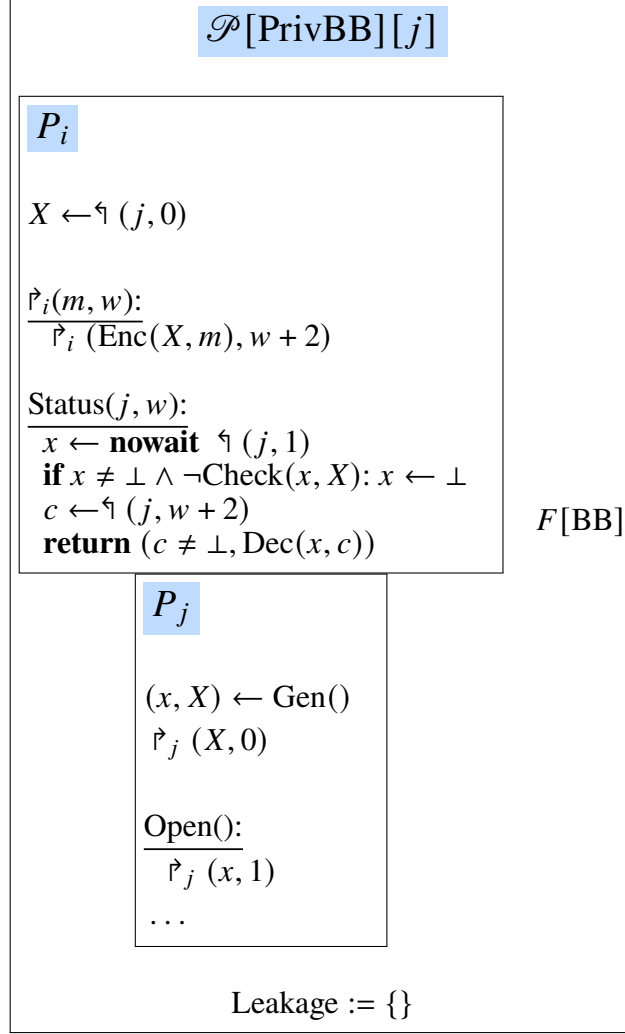 𝒫[PrivBB][j]
P_i
X ←↰ (j, 0)
↱_i(m, w):
↱_i (Enc(X, m), w + 2)
Status(j, w):
x ← nowait ↰ (j, 1)
if x ≠ ⊥ ∧ ¬Check(x, X): x ← ⊥
c ←↰ (j, w + 2)
return (c ≠ ⊥, Dec(x, c))
F[BB]
P_j
(x, X) ← Gen()
↱_j (X, 0)
Open():
↱_j (x, 1)
. . .
Leakage := {}